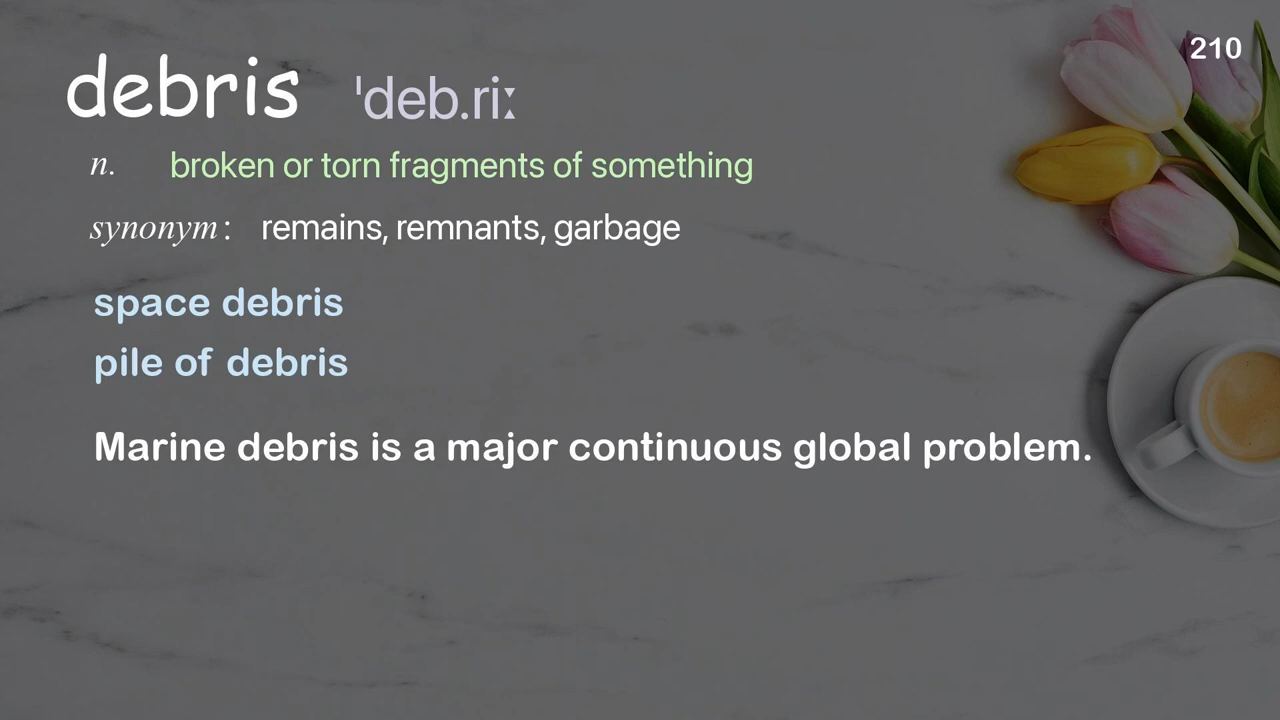 210
debris ˈdeb.riː
n. broken or torn fragments of something
synonym: remains, remnants, garbage
space debris
pile of debris
Marine debris is a major continuous global problem.